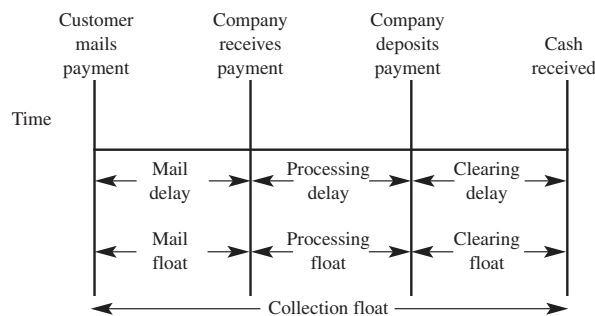 Customer
mails
payment
Company
receives
payment
Company
deposits
payment
Cash
received
Time
Mail
delay
Processing
delay
Clearing
delay
Mail
float
Processing
float
Clearing
float
Collection float